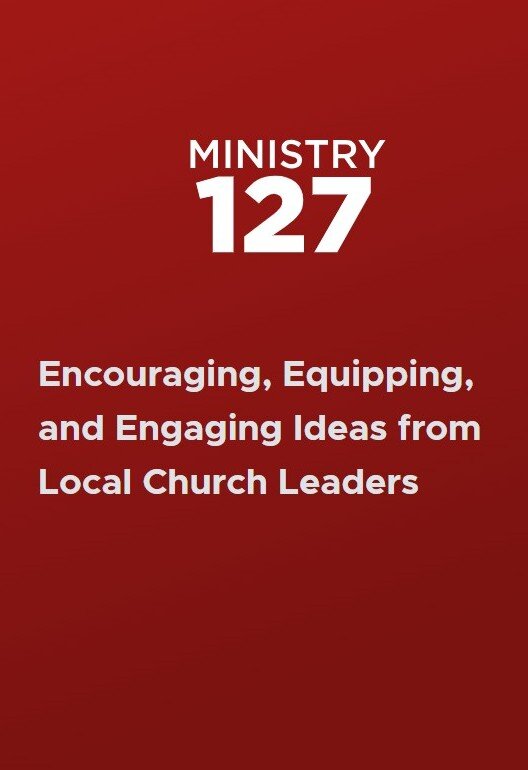 MINISTRY
127
Encouraging, Equipping,
and Engaging Ideas from
Local Church Leaders